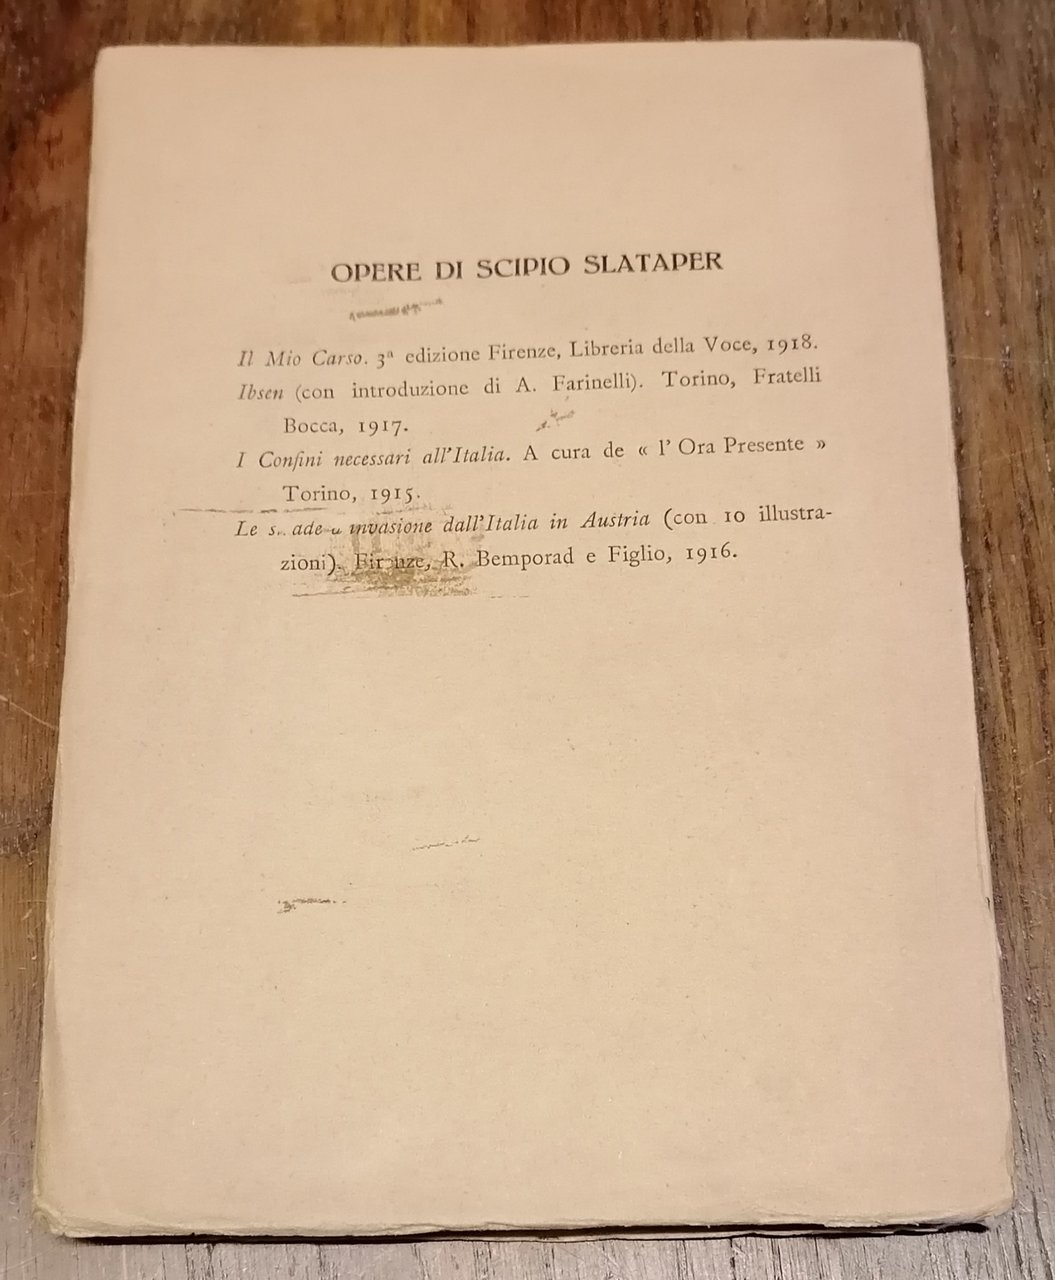 OPERE DI SCIPIO SLATAPER
Il Mio Carso. 3ª edizione Firenze, Libreria della Voce, 1918.
Ibsen (con introduzione di A. Farinelli). Torino, Fratelli
Bocca, 1917.
I Confini necessari all'Italia. A cura de « l' Ora Presente »
Torino, 1915.
Le invasione dall'Italia in Austria (con 10 illustra-
zioni). Firenze, R. Bemporad e Figlio, 1916.